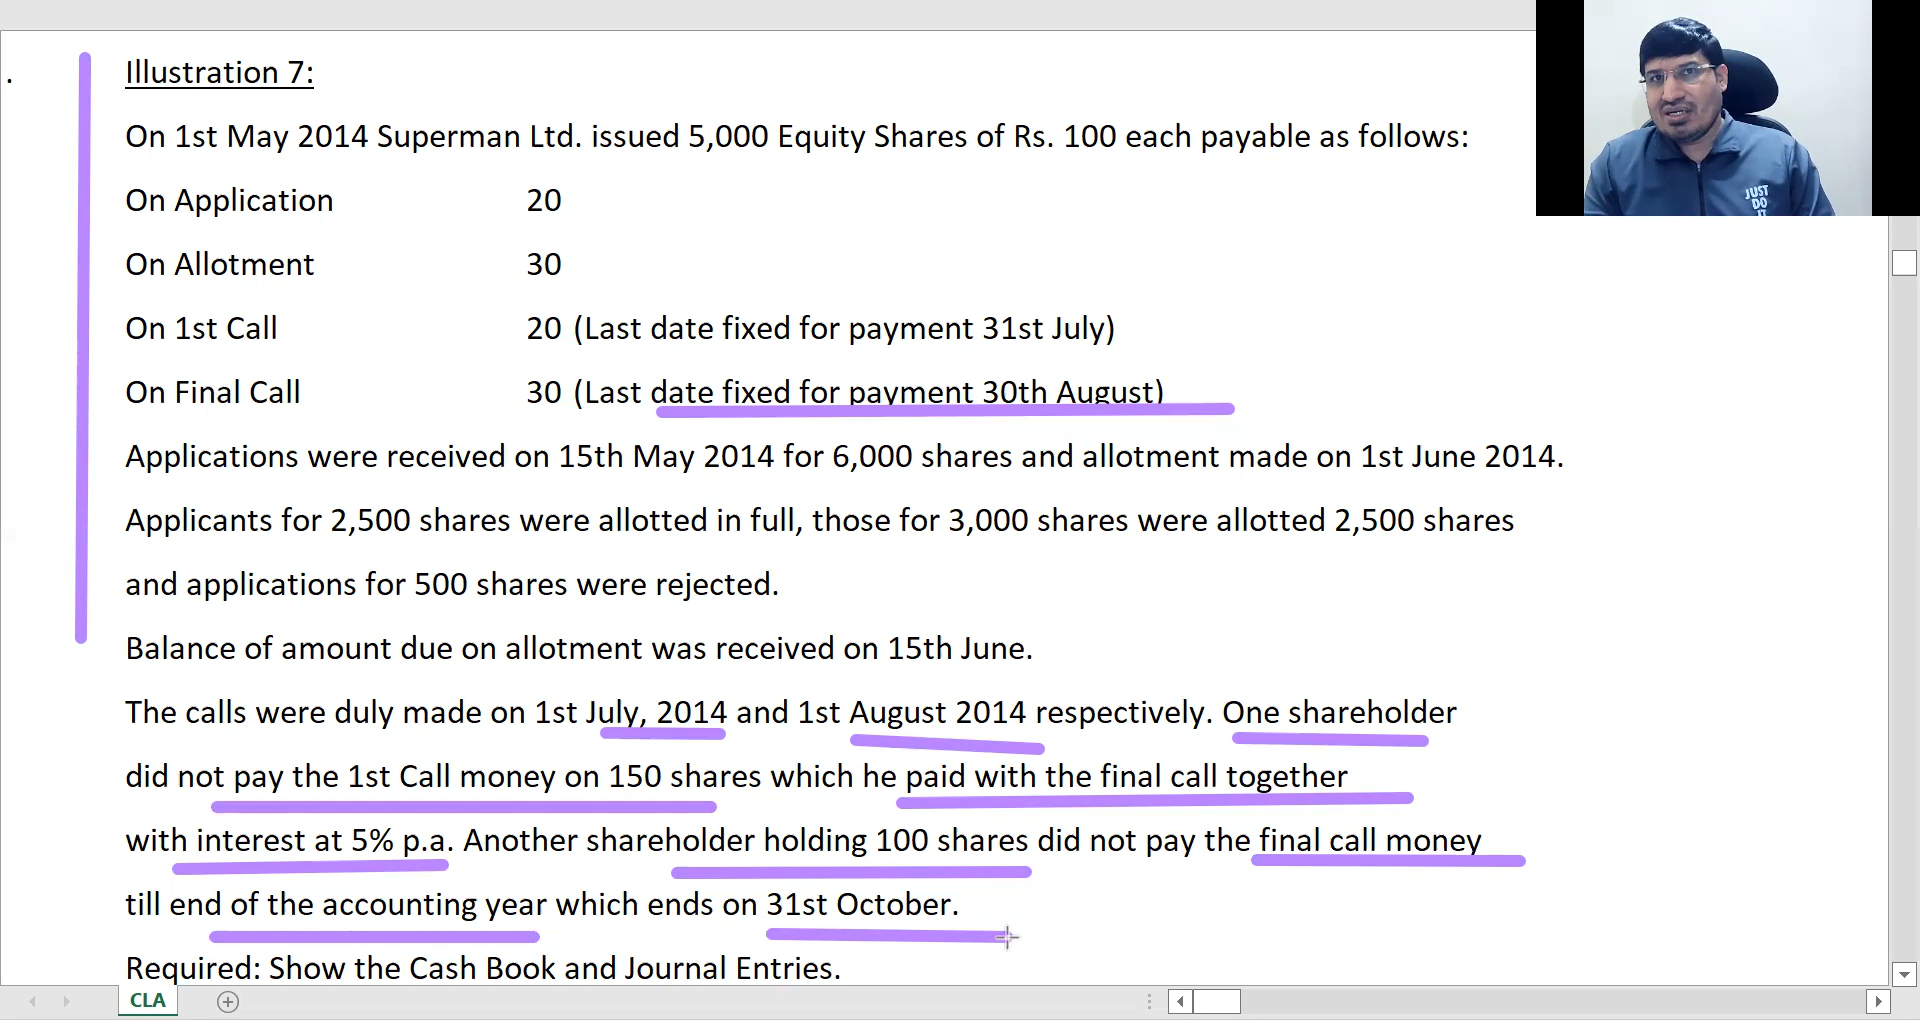 Illustration 7:
.
On 1st May 2014 Superman Ltd. issued 5,000 Equity Shares of Rs. 100 each payable as follows:
On Application 20
On Allotment 30
On 1st Call 20 (Last date fixed for payment 31st July)
On Final Call 30 (Last date fixed for payment 30th August)
Applications were received on 15th May 2014 for 6,000 shares and allotment made on 1st June 2014.
Applicants for 2,500 shares were allotted in full, those for 3,000 shares were allotted 2,500 shares
and applications for 500 shares were rejected.
Balance of amount due on allotment was received on 15th June.
The calls were duly made on 1st July, 2014 and 1st August 2014 respectively. One shareholder
did not pay the 1st Call money on 150 shares which he paid with the final call together
with interest at 5% p.a. Another shareholder holding 100 shares did not pay the final call money
till end of the accounting year which ends on 31st October.
Required: Show the Cash Book and Journal Entries.
CLA
JUST
DO
IT